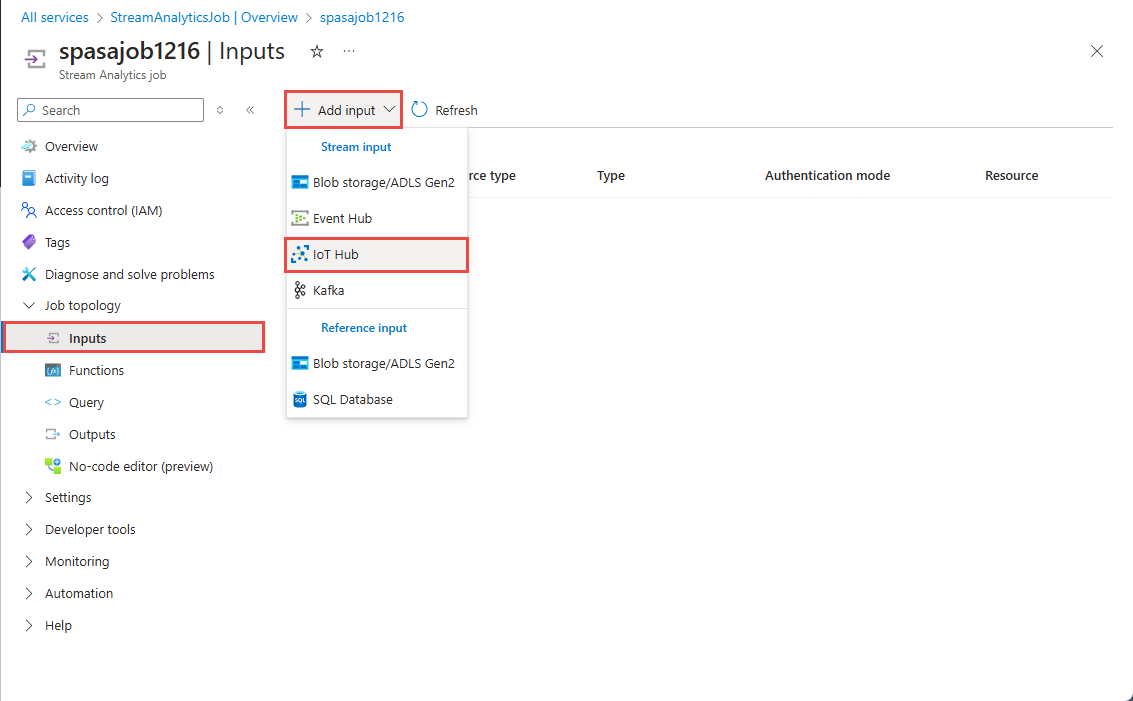 All services > StreamAnalyticsJob | Overview > spasajob1216
spasajob1216 | Inputs
Stream Analytics job
Search
Add input
Refresh
Overview
Activity log
Access control (IAM)
Tags
Diagnose and solve problems
Job topology
Inputs
Functions
Query
Outputs
No-code editor (preview)
Settings
Developer tools
Monitoring
Automation
Help
Stream input
Blob storage/ADLS Gen2
Event Hub
IoT Hub
Kafka
Reference input
Blob storage/ADLS Gen2
SQL
SQL Database
rce type Type Authentication mode Resource